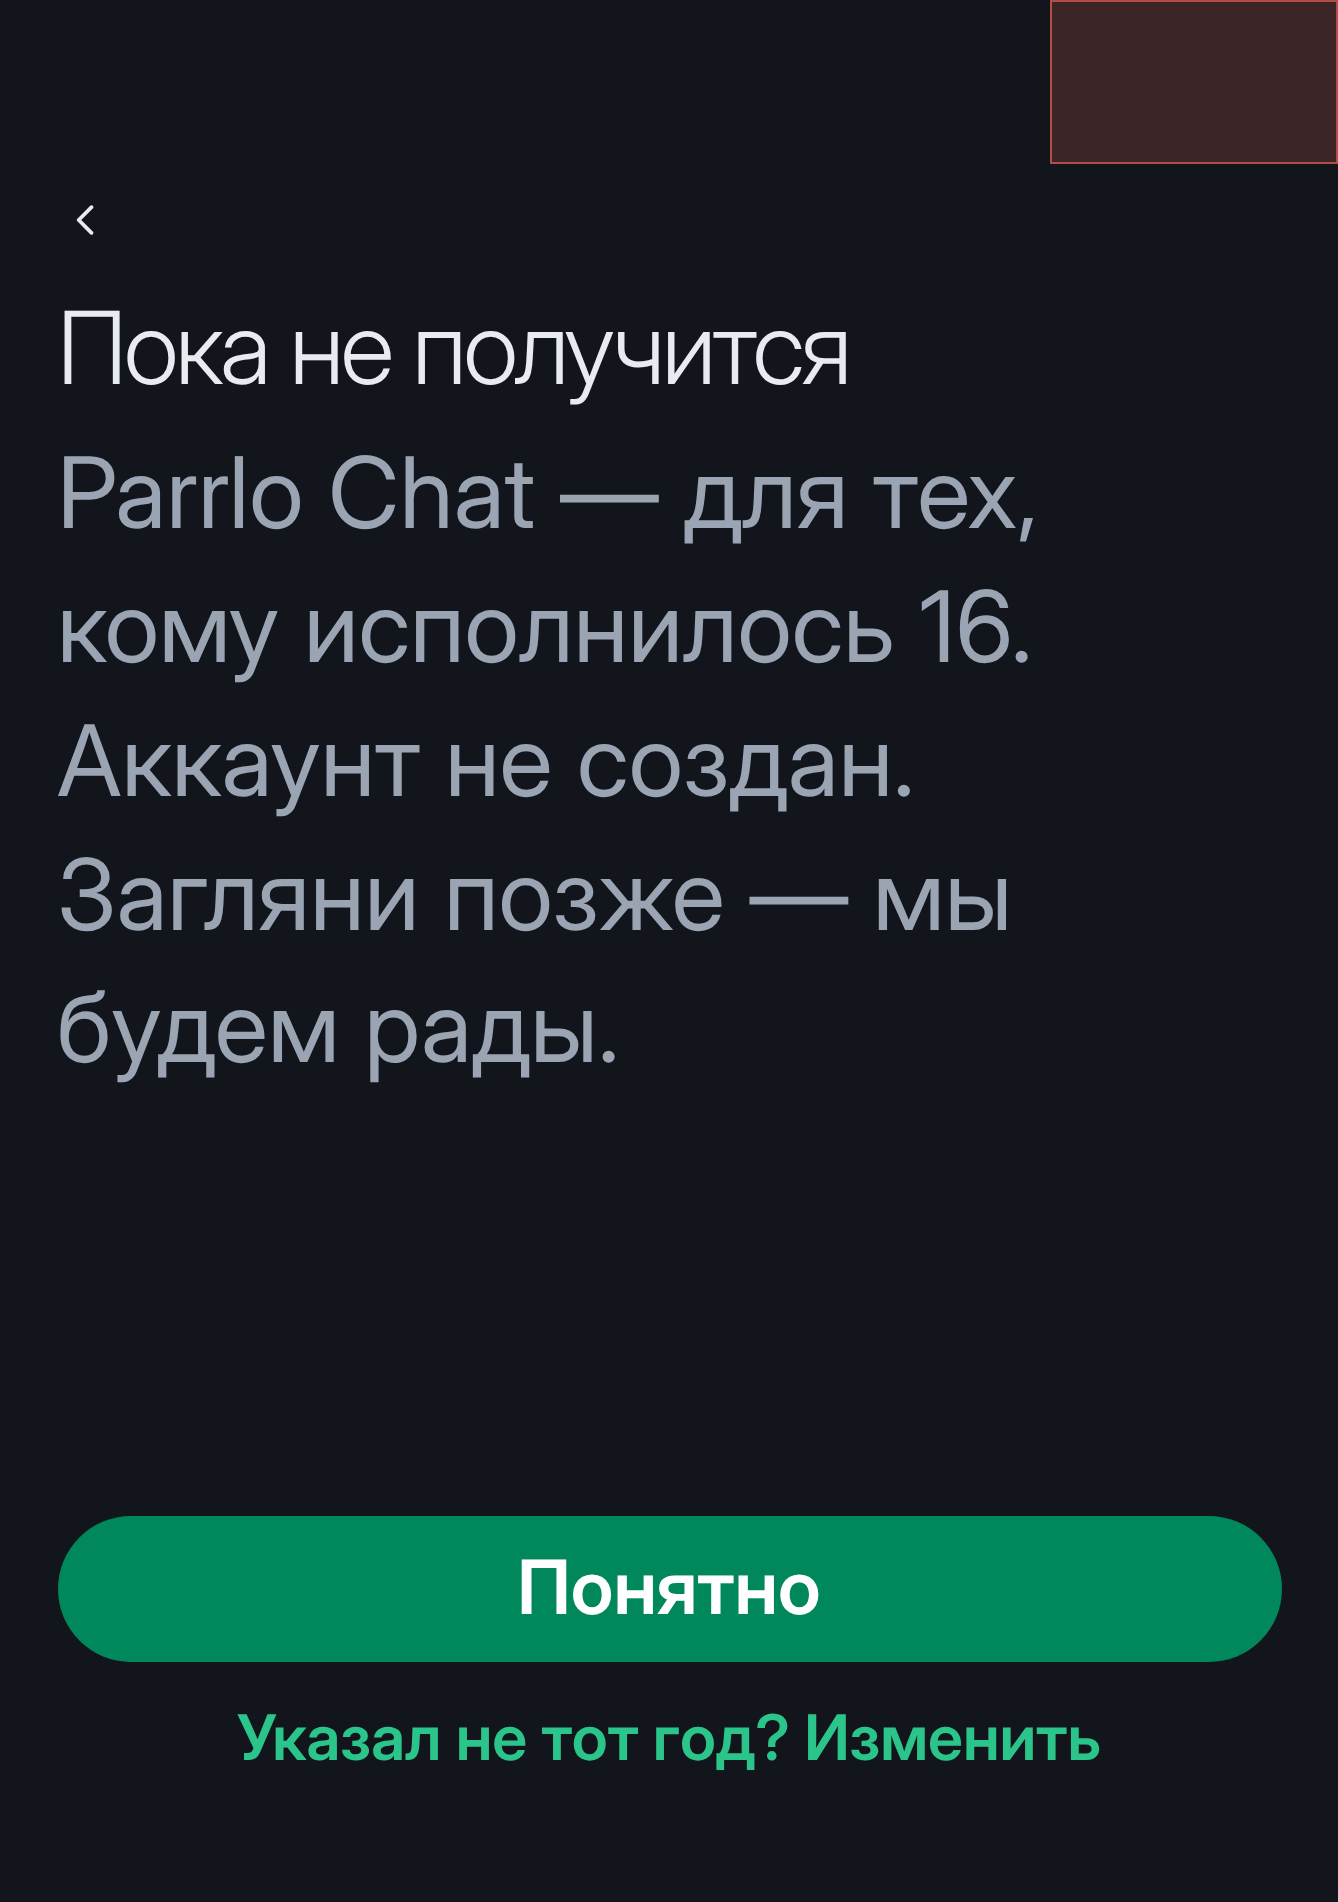 Пока не получится
Parrlo Chat — для тех,
кому исполнилось 16.
Аккаунт не создан.
Загляни позже — мы
будем рады.
Понятно
Указал не тот год? Изменить